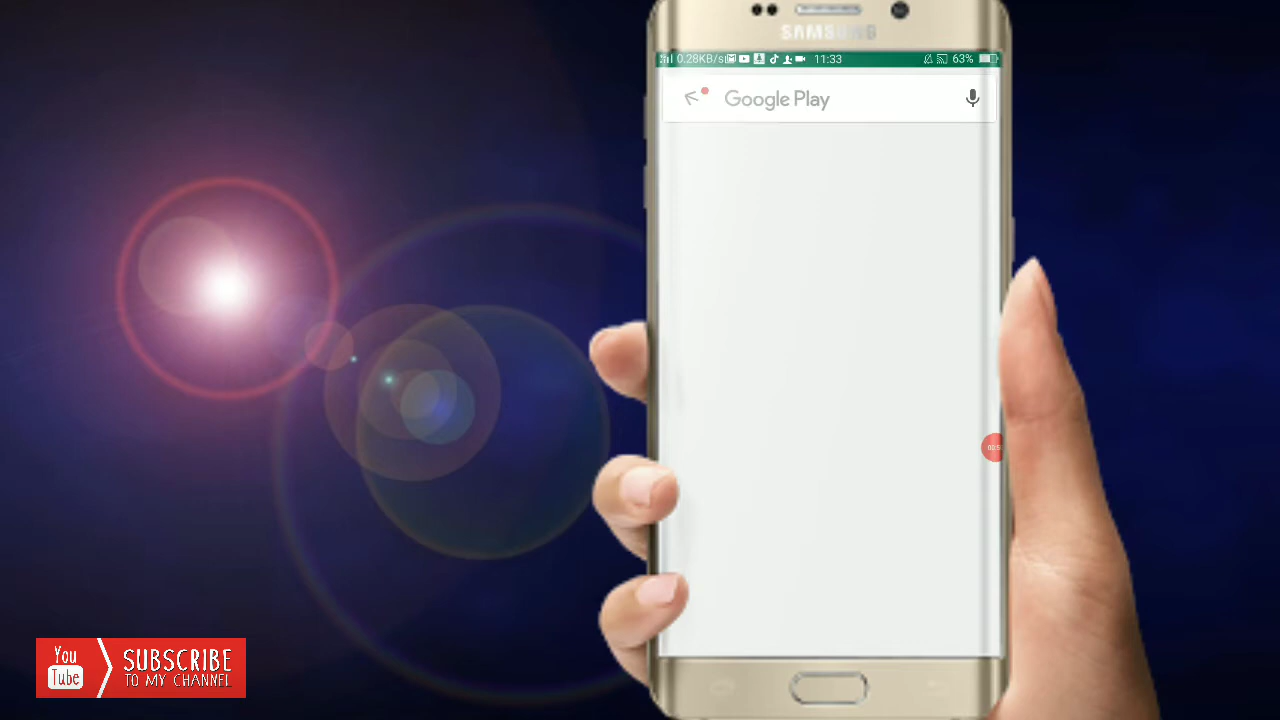 SAMSUNG
0.28KB/s 11:33 63%
Google Play
You
Tube
SUBSCRIBE
TO MY CHANNEL